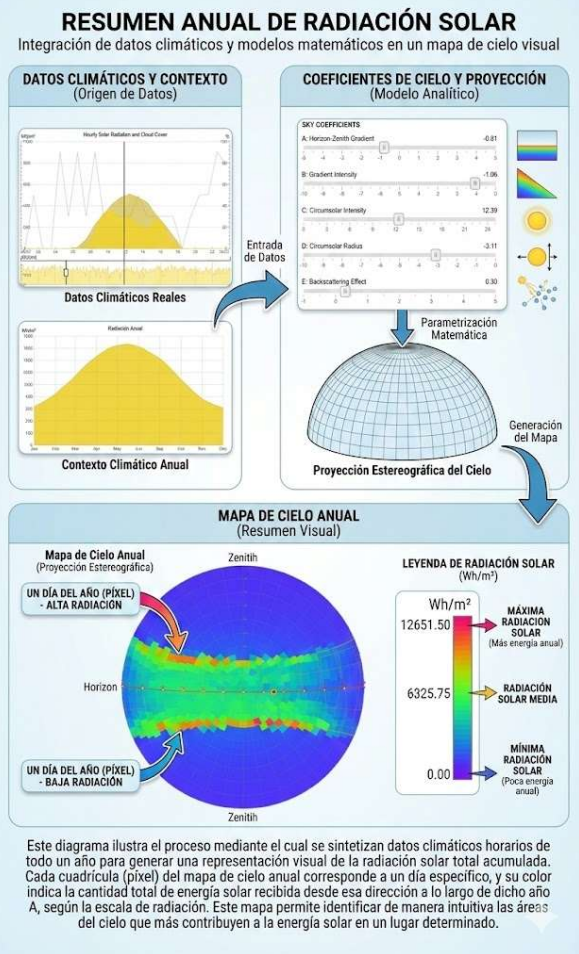 RESUMEN ANUAL DE RADIACIÓN SOLAR
Integración de datos climáticos y modelos matemáticos en un mapa de cielo visual
DATOS CLIMÁTICOS Y CONTEXTO
(Origen de Datos)
Hourly Solar Radiation and Cloud Cover
Datos Climáticos Reales
Radiación Anual
Contexto Climático Anual
Entrada
de Datos
COEFICIENTES DE CIELO Y PROYECCIÓN
(Modelo Analítico)
SKY COEFFICIENTS
A: Horizon-Zenith Gradient -0.81
B: Gradient Intensity -1.06
C: Circumsolar Intensity 12.39
D: Circumsolar Radius -3.11
E: Backscattering Effect 0.30
Parametrización
Matemática
Proyección Estereográfica del Cielo
Generación
del Mapa
MAPA DE CIELO ANUAL
(Resumen Visual)
Mapa de Cielo Anual
(Proyección Estereográfica)
UN DÍA DEL AÑO (PÍXEL)
- ALTA RADIACIÓN
Zenitih
Horizon
UN DÍA DEL AÑO (PÍXEL)
- BAJA RADIACIÓN
Zenitih
LEYENDA DE RADIACIÓN SOLAR
(Wh/m³)
Wh/m²
12651.50
6325.75
0.00
MÁXIMA
RADIACION
SOLAR
(Más energía anual)
RADIACIÓN
SOLAR MEDIA
MÍNIMA
RADIACIÓN
SOLAR
(Poca energía
anual)
Este diagrama ilustra el proceso mediante el cual se sintetizan datos climáticos horarios de
todo un año para generar una representación visual de la radiación solar total acumulada.
Cada cuadrícula (píxel) del mapa de cielo anual corresponde a un día específico, y su color
indica la cantidad total de energía solar recibida desde esa dirección a lo largo de dicho año
A, según la escala de radiación. Este mapa permite identificar de manera intuitiva las áreas
del cielo que más contribuyen a la energía solar en un lugar determinado.